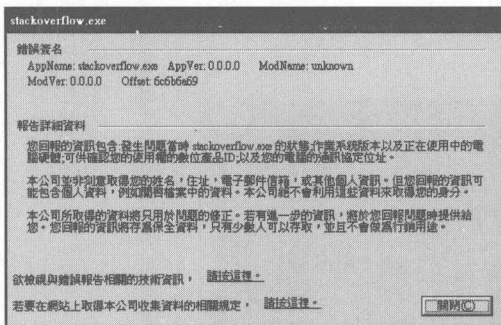 stackoverflow.exe
錯誤簽名
AppName: stackoverflow.exe AppVer: 0.0.0.0 ModName: unknown
ModVer: 0.0.0.0 Offset: 6c6b6a69
報告詳細資料
您回報的資訊包含:發生問題當時 stackoverflow.exe 的狀態;作業系統版本以及正在使用中的電
腦硬體;可供確認您的使用權的數位產品ID;以及您的電腦的通訊協定位址。
本公司並非刻意取得您的姓名,住址,電子郵件信箱,或其他個人資訊。但您回報的資訊可
能包含個人資料,例如開啟檔案中的資料。本公司絕不會利用這些資料來取得您的身分。
本公司所取得的資料將只用於問題的修正。若有進一步的資訊,將於您回報問題時提供給
您。您回報的資訊將存為保全資料,只有少數人可以存取,並且不會做為行銷用途。
欲檢視與錯誤報告相關的技術資訊, 請按這裡。
若要在網站上取得本公司收集資料的相關規定, 請按這裡。
關閉(C)